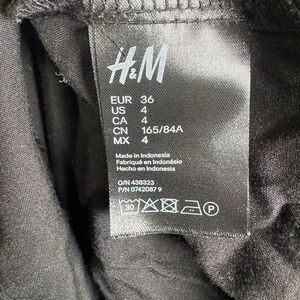 H&M
EUR 36
US 4
CA 4
CN 165/84A
MX 4
Made in Indonesia
Fabriqué en Indonésie
Hecho en Indonesia
O/N 438323
P/N 0742087 9
30 P